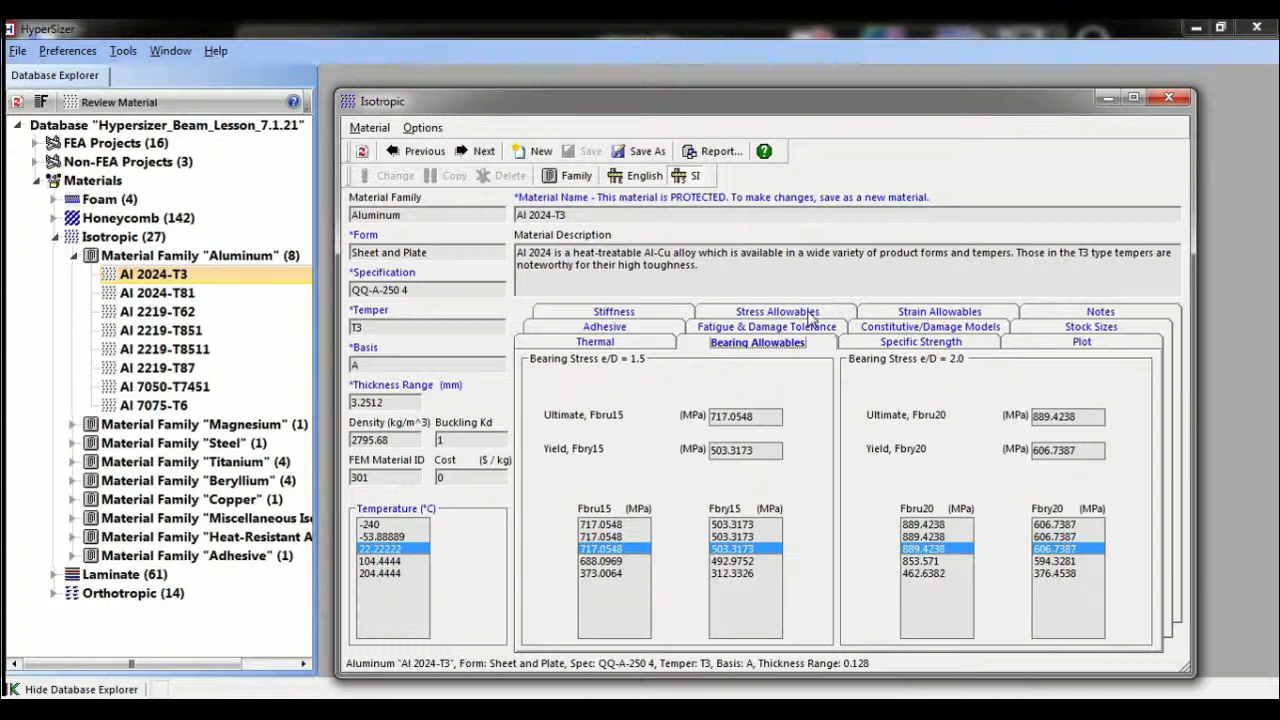 HyperSizer
File Preferences Tools Window Help
Database Explorer
Review Material
Database "Hypersizer_Beam_Lesson_7.1.21"
FEA Projects (16)
Non-FEA Projects (3)
Materials
Foam (4)
Honeycomb (142)
Isotropic (27)
Material Family "Aluminum" (8)
Al 2024-T3
Al 2024-T81
Al 2219-T62
Al 2219-T851
Al 2219-T8511
Al 2219-T87
Al 7050-T7451
Al 7075-T6
Material Family "Magnesium" (1)
Material Family "Steel" (1)
Material Family "Titanium" (4)
Material Family "Beryllium" (4)
Material Family "Copper" (1)
Material Family "Miscellaneous Iso
Material Family "Heat-Resistant A
Material Family "Adhesive" (1)
Laminate (61)
Orthotropic (14)
Hide Database Explorer
Isotropic
Material Options
Previous Next New Save Save As Report...
Change Copy Delete Family English SI
Material Family
Aluminum
*Form
Sheet and Plate
*Specification
QQ-A-250 4
*Temper
T3
*Basis
A
*Thickness Range (mm)
3.2512
Density (kg/m^3) Buckling Kd
2795.68 1
FEM Material ID Cost ($ / kg)
301 0
Temperature (°C)
-240
-53.88889
22.22222
104.4444
204.4444
*Material Name - This material is PROTECTED. To make changes, save as a new material.
Al 2024-T3
Material Description
Al 2024 is a heat-treatable Al-Cu alloy which is available in a wide variety of product forms and tempers. Those in the T3 type tempers are
noteworthy for their high toughness.
Stiffness Stress Allowables Strain Allowables Notes
Adhesive Fatigue & Damage Tolerance Constitutive/Damage Models Stock Sizes
Thermal Bearing Allowables Specific Strength Plot
Bearing Stress e/D = 1.5 Bearing Stress e/D = 2.0
Ultimate, Fbru15 (MPa) 717.0548 Ultimate, Fbru20 (MPa) 889.4238
Yield, Fbry15 (MPa) 503.3173 Yield, Fbry20 (MPa) 606.7387
Fbru15 (MPa) Fbry15 (MPa) Fbru20 (MPa) Fbry20 (MPa)
717.0548 503.3173 889.4238 606.7387
717.0548 503.3173 889.4238 606.7387
717.0548 503.3173 889.4238 606.7387
688.0969 492.9752 853.571 594.3281
373.0064 312.3326 462.6382 376.4538
Aluminum "Al 2024-T3", Form: Sheet and Plate, Spec: QQ-A-250 4, Temper: T3, Basis: A, Thickness Range: 0.128